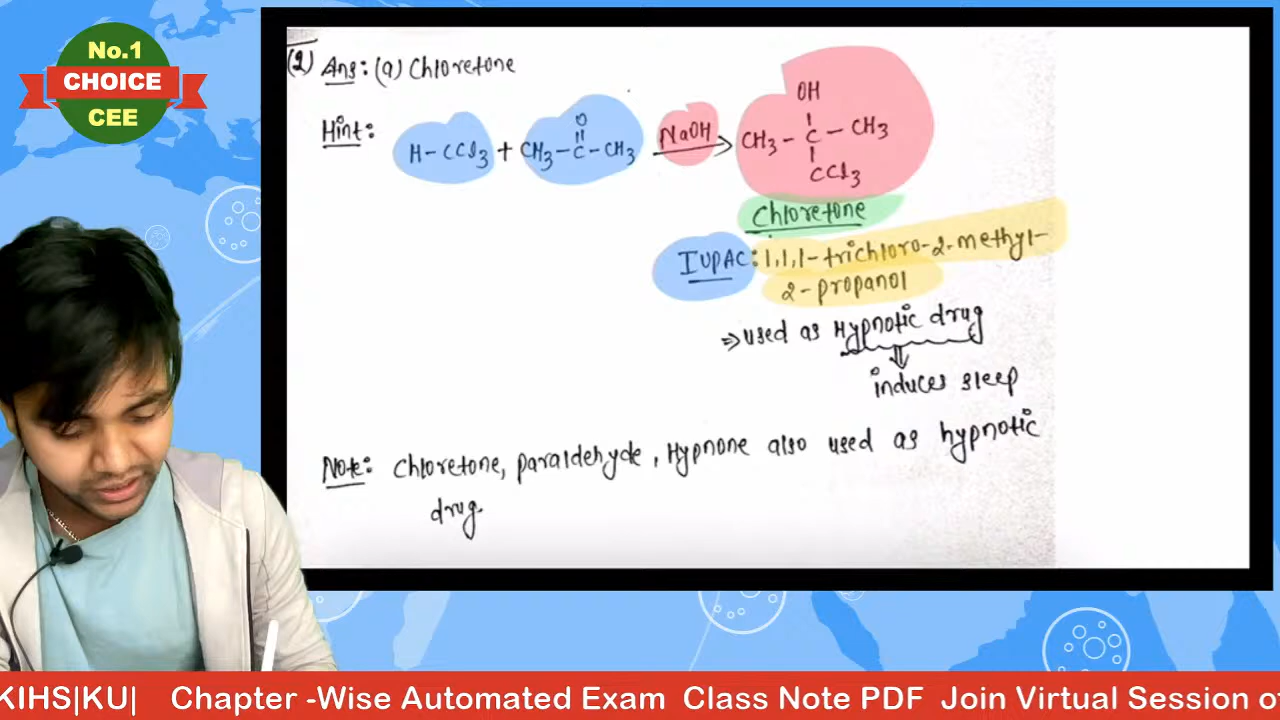 No.1
CHOICE
CEE
(2) Ans: (a) Chloretone
Hint: H-CCl3 + CH3-C-CH3 NaOH CH3-C-CH3
O
OH
CCl3
Chloretone
IUPAC: 1,1,1-trichloro-2-methyl-
2-propanol
⇒ used as Hypnotic drug
induces sleep
Note: Chloretone, paraldehyde, Hypnone also used as hypnotic
drug.
KIHS|KU| Chapter -Wise Automated Exam Class Note PDF Join Virtual Session o